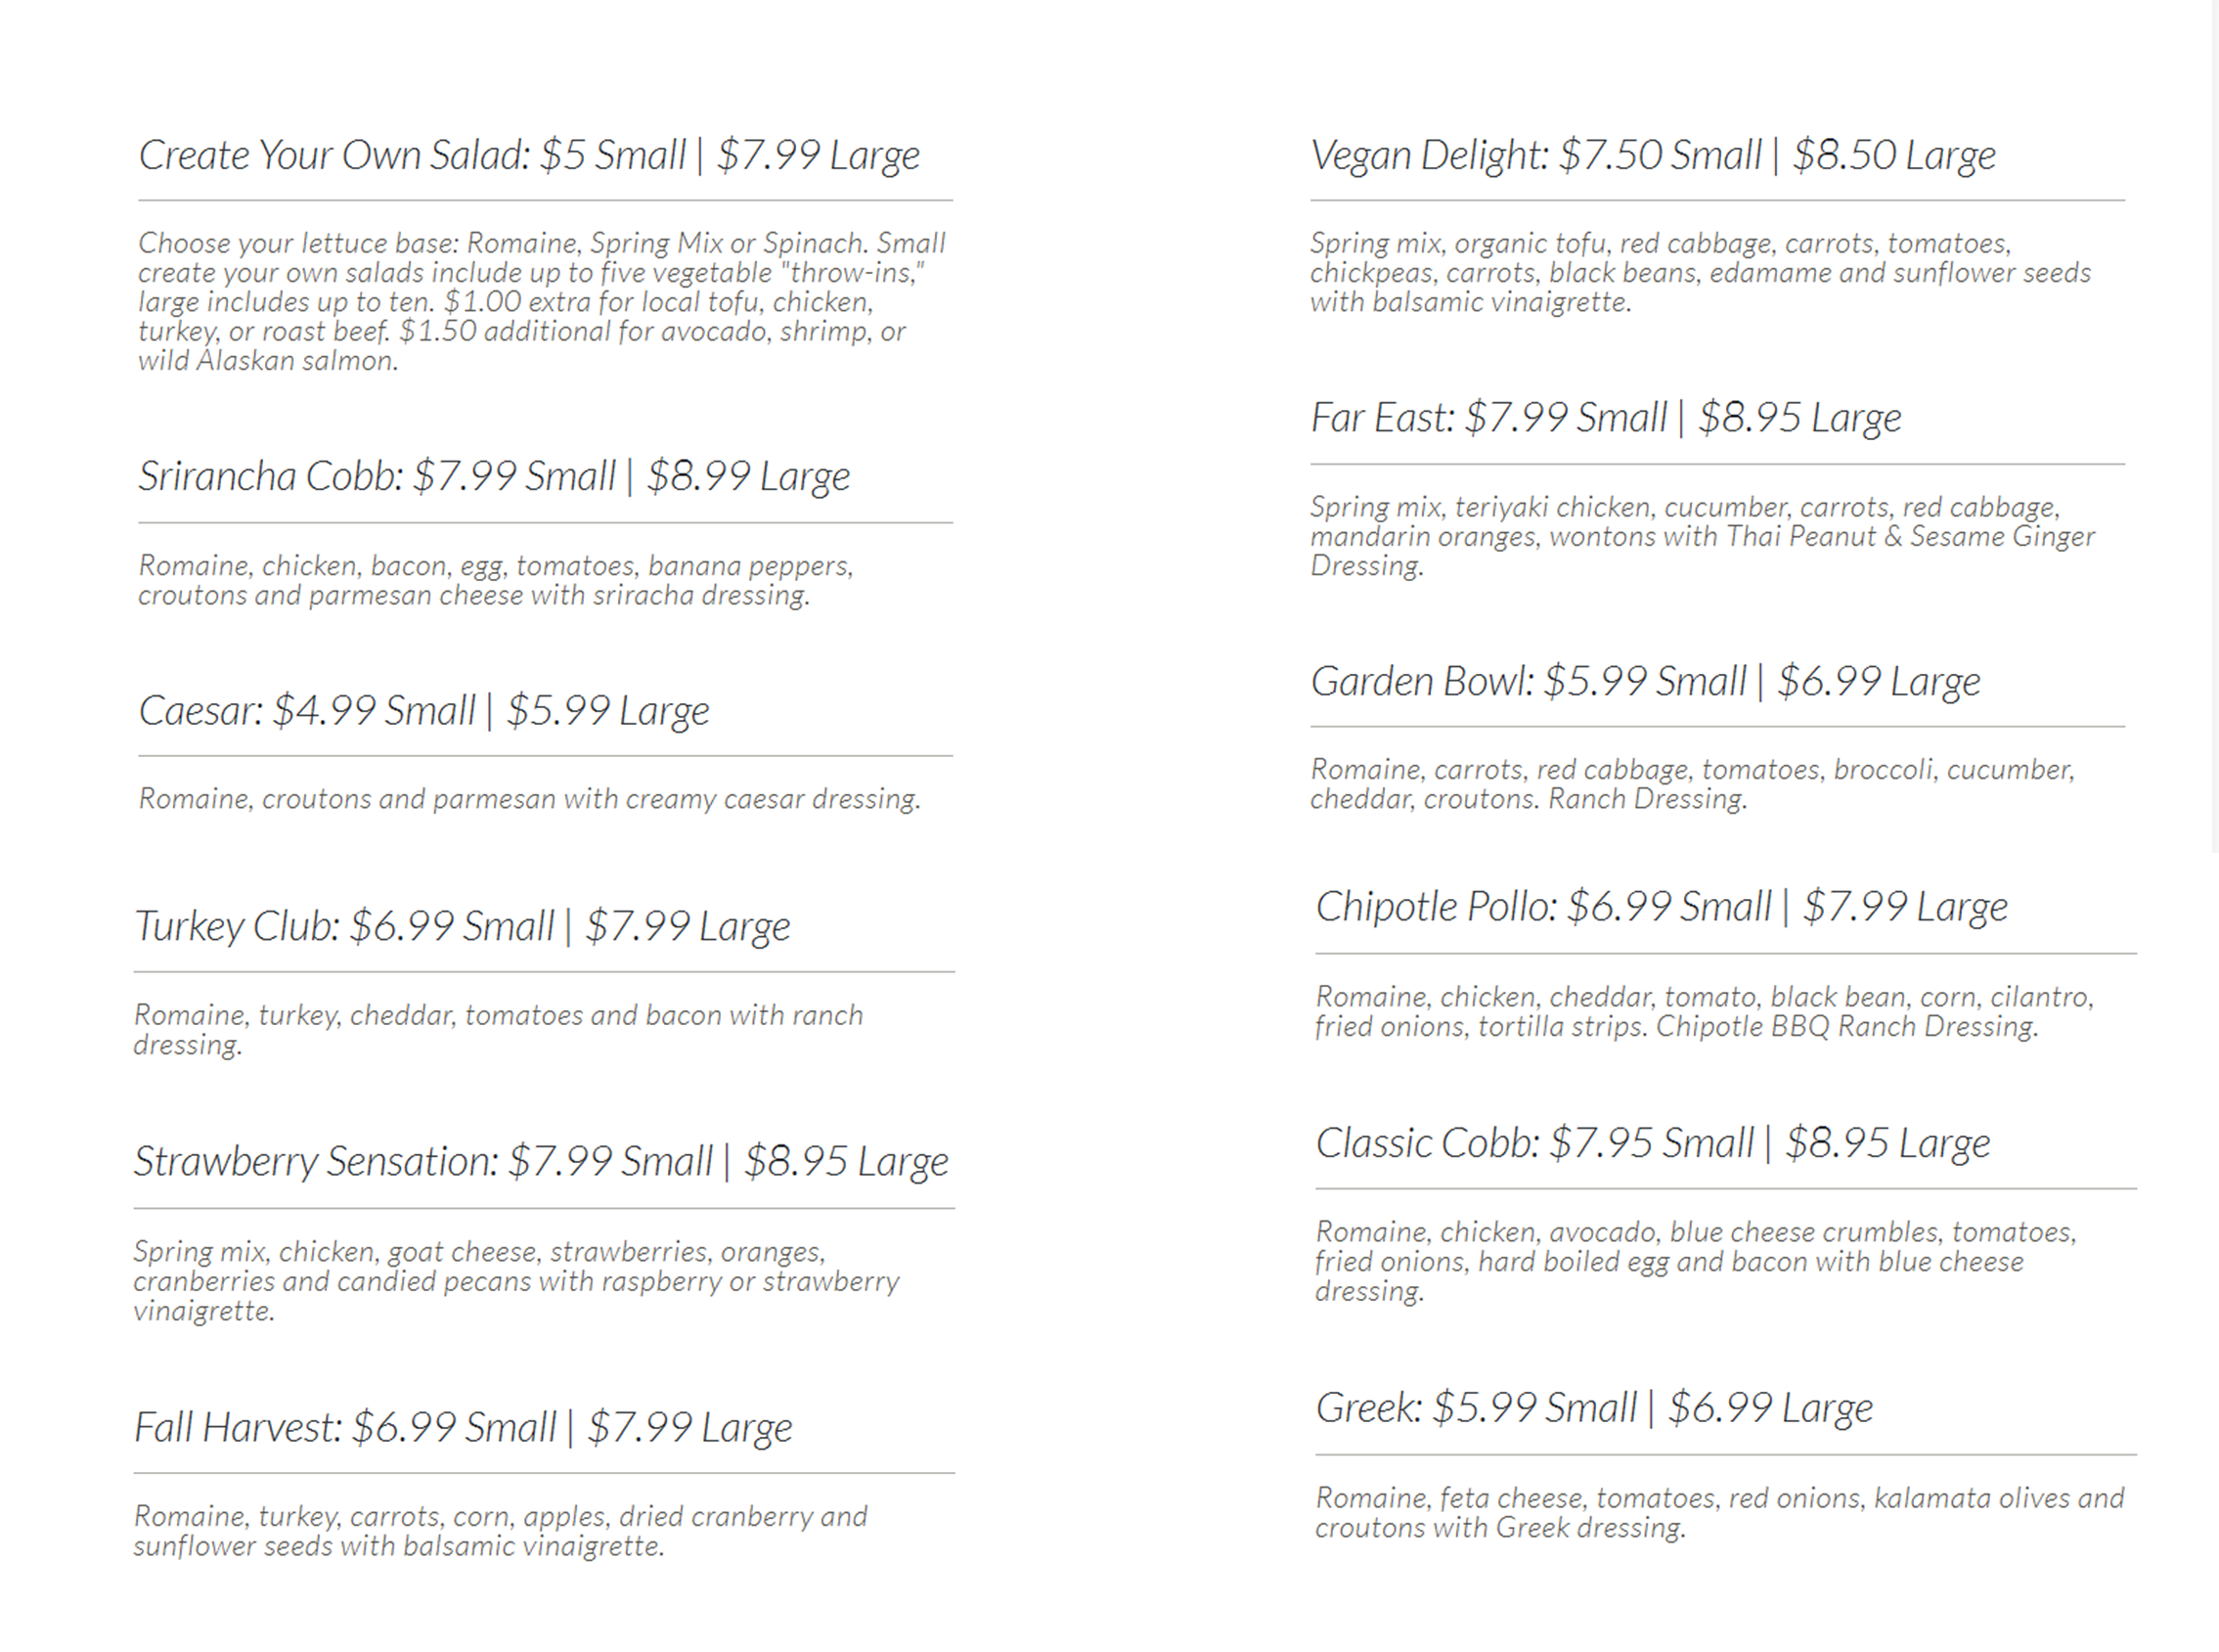 Create Your Own Salad: $5 Small | $7.99 Large
Choose your lettuce base: Romaine, Spring Mix or Spinach. Small
create your own salads include up to five vegetable "throw-ins,"
large includes up to ten. $1.00 extra for local tofu, chicken,
turkey, or roast beef. $1.50 additional for avocado, shrimp, or
wild Alaskan salmon.
Srirancha Cobb: $7.99 Small | $8.99 Large
Romaine, chicken, bacon, egg, tomatoes, banana peppers,
croutons and parmesan cheese with sriracha dressing.
Caesar: $4.99 Small | $5.99 Large
Romaine, croutons and parmesan with creamy caesar dressing.
Turkey Club: $6.99 Small | $7.99 Large
Romaine, turkey, cheddar, tomatoes and bacon with ranch
dressing.
Strawberry Sensation: $7.99 Small | $8.95 Large
Spring mix, chicken, goat cheese, strawberries, oranges,
cranberries and candied pecans with raspberry or strawberry
vinaigrette.
Fall Harvest: $6.99 Small | $7.99 Large
Romaine, turkey, carrots, corn, apples, dried cranberry and
sunflower seeds with balsamic vinaigrette.
Vegan Delight: $7.50 Small | $8.50 Large
Spring mix, organic tofu, red cabbage, carrots, tomatoes,
chickpeas, carrots, black beans, edamame and sunflower seeds
with balsamic vinaigrette.
Far East: $7.99 Small | $8.95 Large
Spring mix, teriyaki chicken, cucumber, carrots, red cabbage,
mandarin oranges, wontons with Thai Peanut & Sesame Ginger
Dressing.
Garden Bowl: $5.99 Small | $6.99 Large
Romaine, carrots, red cabbage, tomatoes, broccoli, cucumber,
cheddar, croutons. Ranch Dressing.
Chipotle Pollo: $6.99 Small | $7.99 Large
Romaine, chicken, cheddar, tomato, black bean, corn, cilantro,
fried onions, tortilla strips. Chipotle BBQ Ranch Dressing.
Classic Cobb: $7.95 Small | $8.95 Large
Romaine, chicken, avocado, blue cheese crumbles, tomatoes,
fried onions, hard boiled egg and bacon with blue cheese
dressing.
Greek: $5.99 Small | $6.99 Large
Romaine, feta cheese, tomatoes, red onions, kalamata olives and
croutons with Greek dressing.